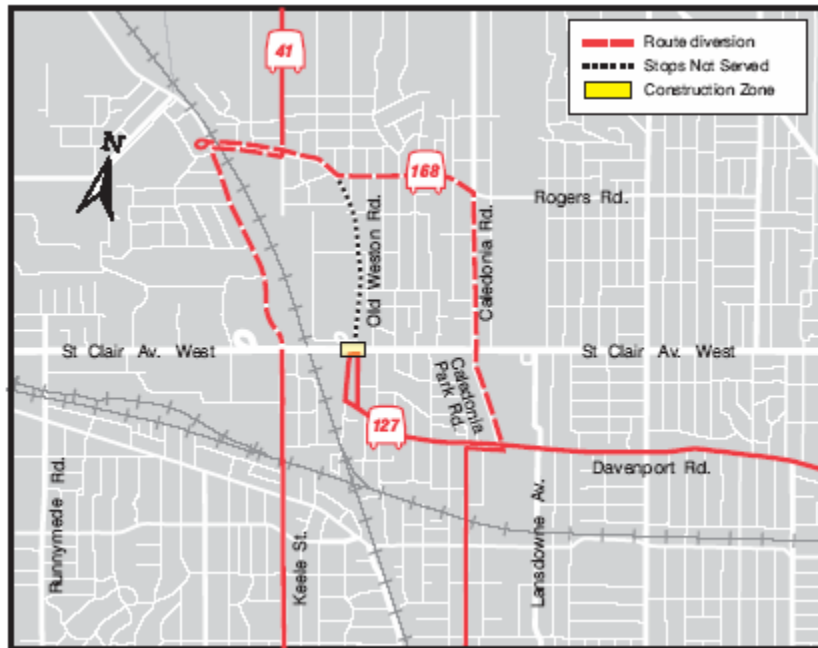 41
Route diversion
Stops Not Served
Construction Zone
N
168
Rogers Rd.
Old Weston Rd.
Caledonia Rd.
St Clair Av. West
St Clair Av. West
Caledonia
Park Rd.
127
Davenport Rd.
Runnymede Rd.
Keele St.
Lansdowne Av.